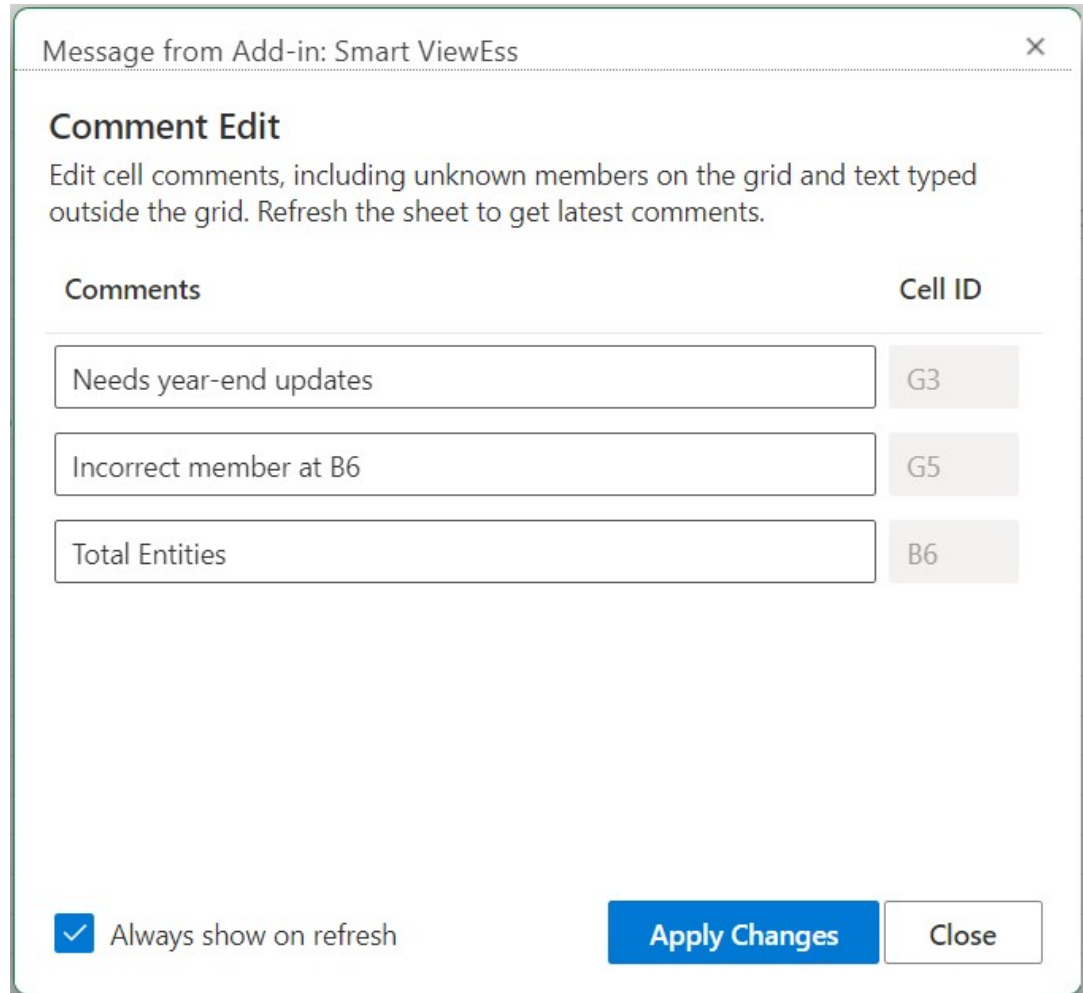 Message from Add-in: Smart ViewEss
Comment Edit
Edit cell comments, including unknown members on the grid and text typed
outside the grid. Refresh the sheet to get latest comments.
Comments Cell ID
Needs year-end updates G3
Incorrect member at B6 G5
Total Entities B6
Always show on refresh Apply Changes Close